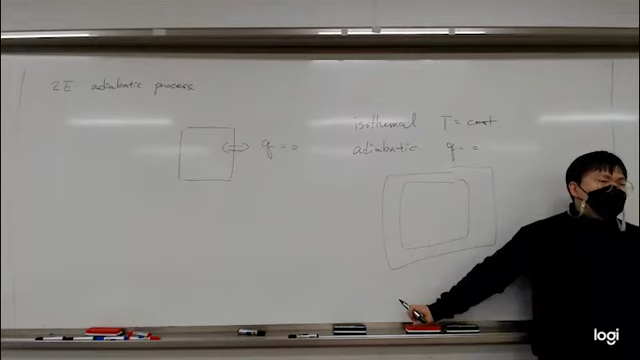 2E adiabatic process
q = 0
isothermal T = const
adiabatic q = 0
logi